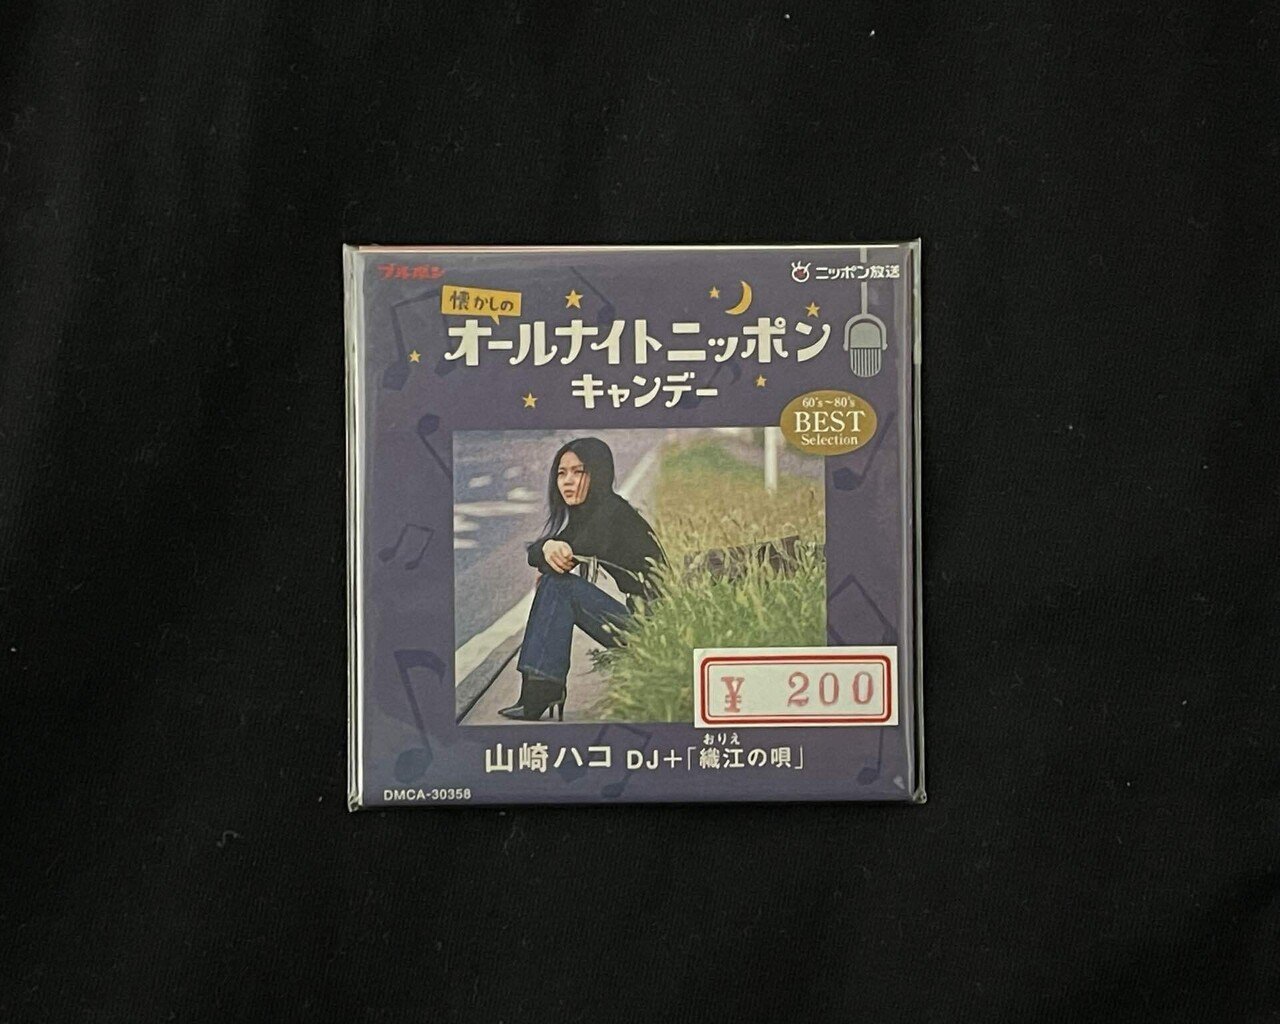 ブルボン
ニッポン放送
懐かしの
オールナイトニッポン
キャンデー
60's~80's
BEST
Selection
¥ 200
おりえ
山崎ハコ DJ+「織江の唄」
DMCA-30358